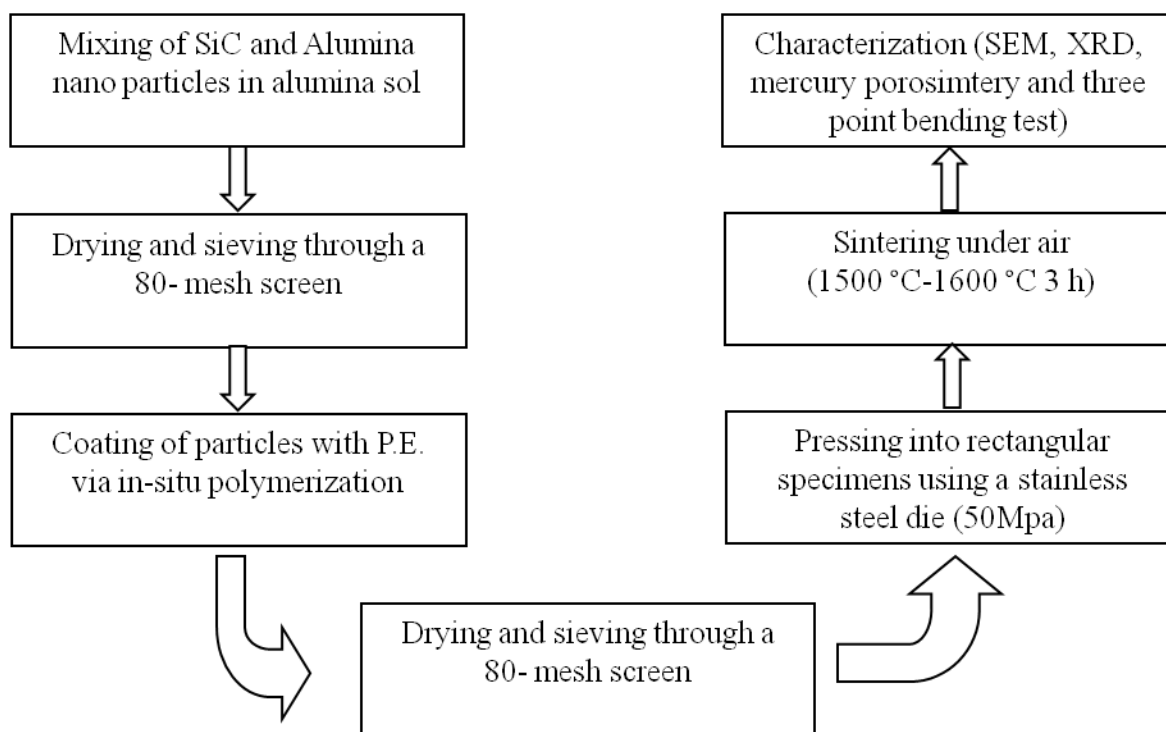 Mixing of SiC and Alumina
nano particles in alumina sol
Drying and sieving through a
80- mesh screen
Coating of particles with P.E.
via in-situ polymerization
Drying and sieving through a
80- mesh screen
Pressing into rectangular
specimens using a stainless
steel die (50Mpa)
Sintering under air
(1500 °C-1600 °C 3 h)
Characterization (SEM, XRD,
mercury porosimtery and three
point bending test)